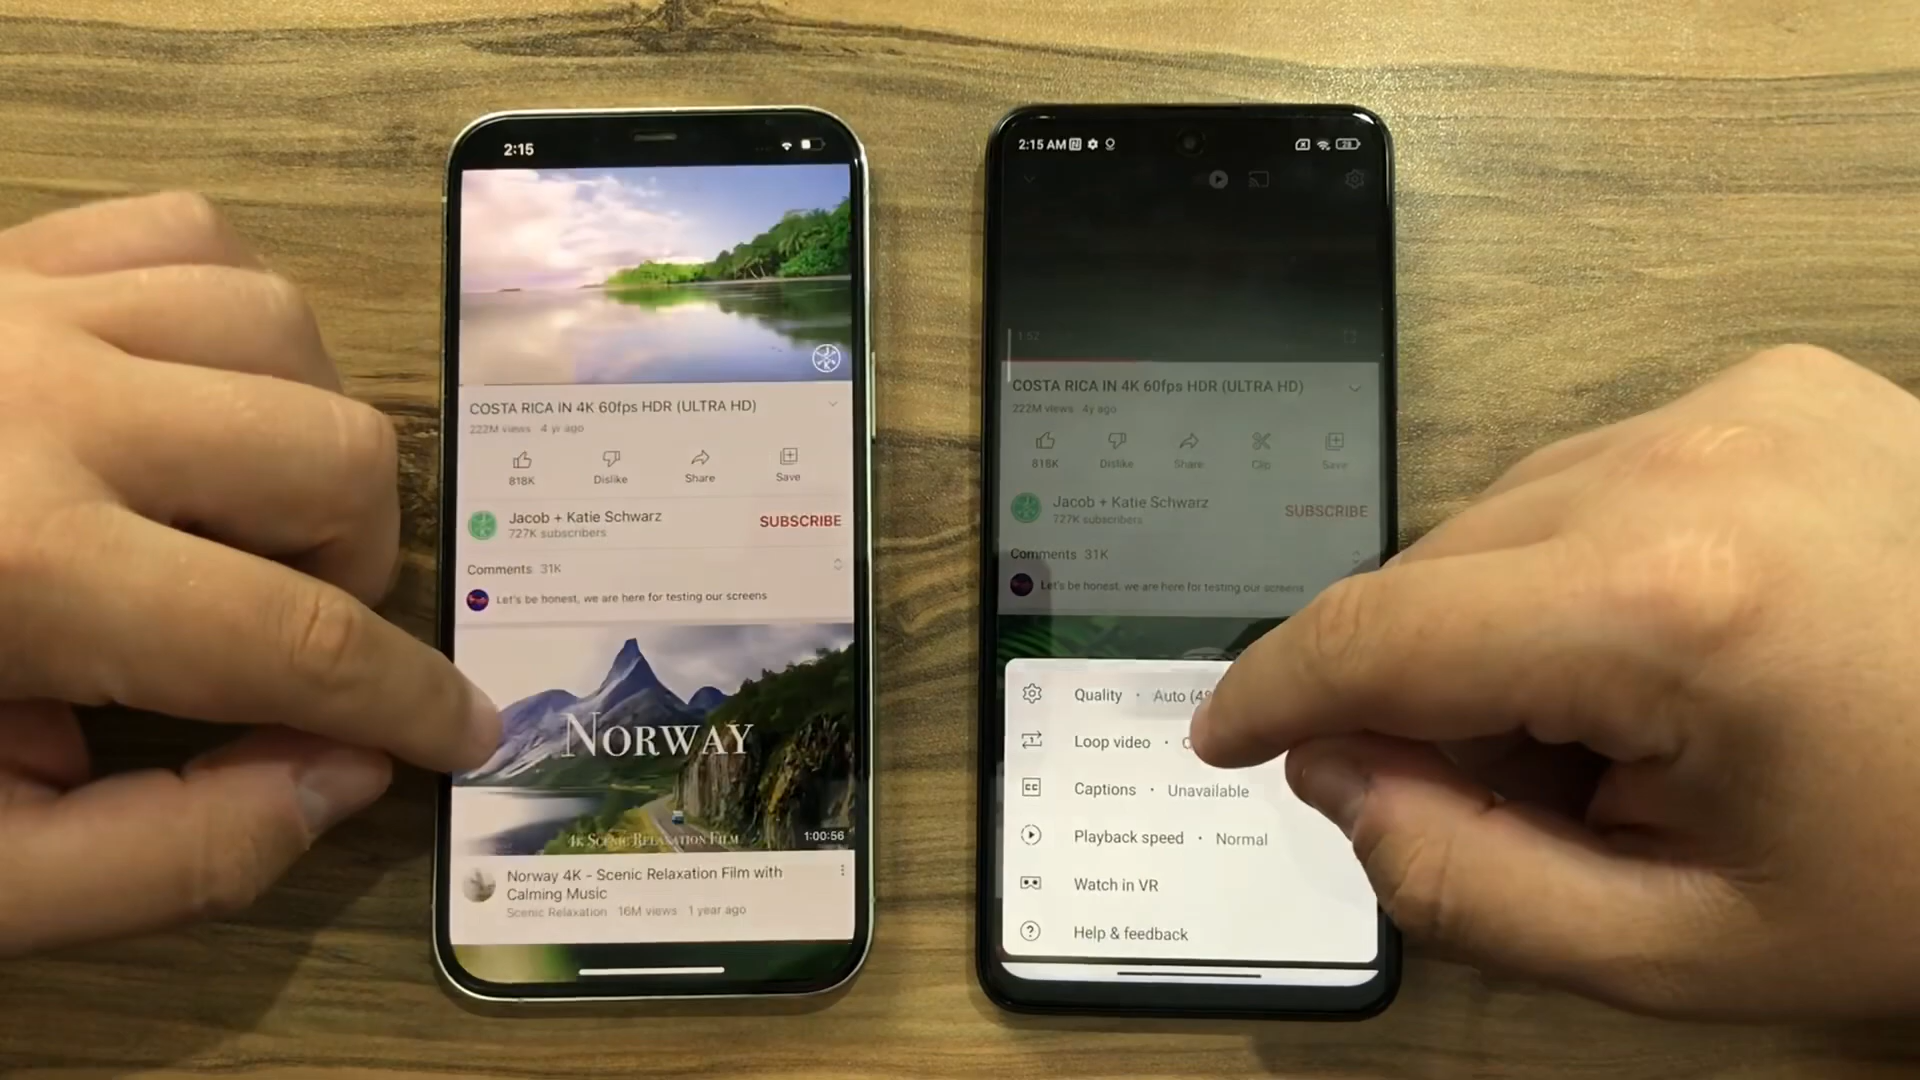 2:15
COSTA RICA IN 4K 60fps HDR (ULTRA HD)
222M views 4 yr ago
818K
Dislike
Share
Save
Jacob + Katie Schwarz
727K subscribers
SUBSCRIBE
Comments 31K
Let's be honest, we are here for testing our screens
NORWAY
4K SCENIC RELAXATION FILM
1:00:56
Norway 4K - Scenic Relaxation Film with
Calming Music
Scenic Relaxation 16M views 1 year ago
2:15 AM
28
1:52
COSTA RICA IN 4K 60fps HDR (ULTRA HD)
222M views 4y ago
818K
Dislike
Share
Clip
Save
Jacob + Katie Schwarz
727K subscribers
SUBSCRIBE
Comments 31K
Let's be honest, we are here for testing our screens
Quality · Auto
Loop video ·
CC
Captions · Unavailable
Playback speed · Normal
Watch in VR
Help & feedback